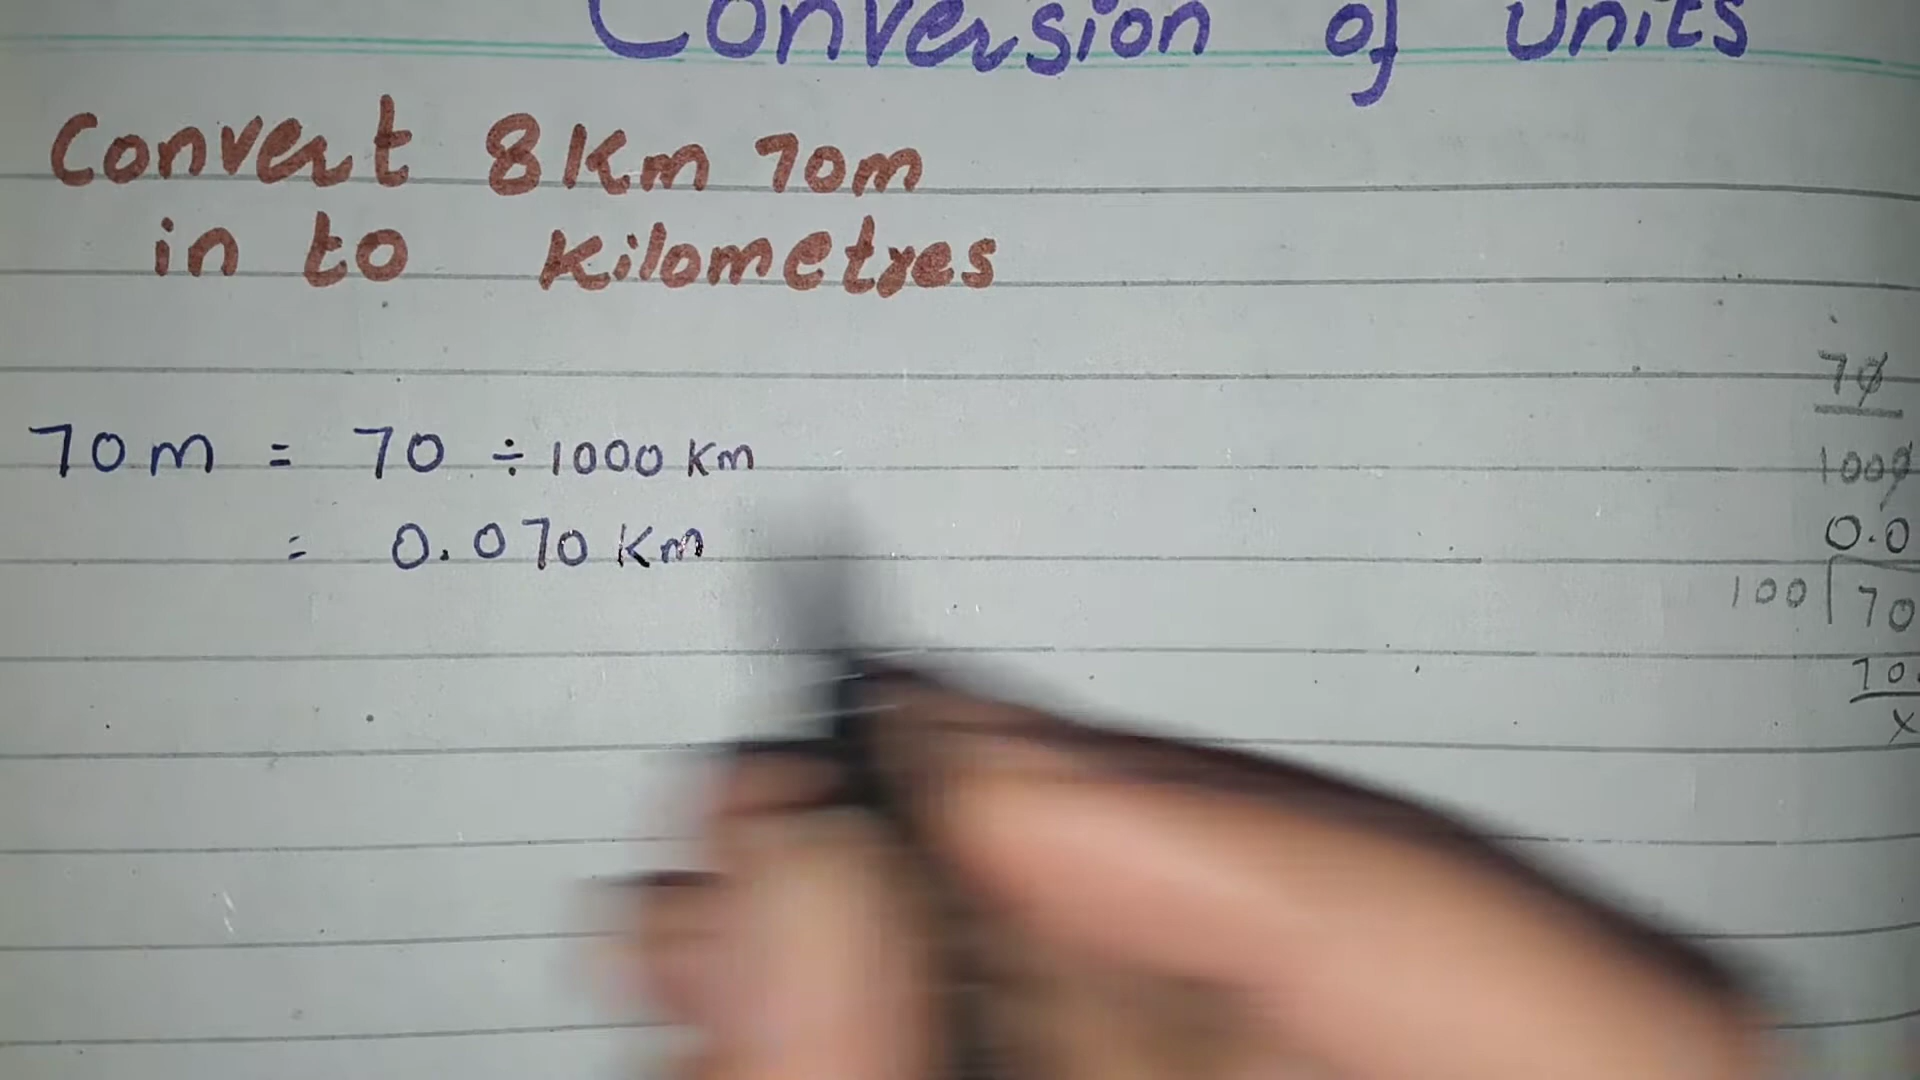 Conversion of Units
Convert 8Km 70m
in to Kilometres
70m = 70 ÷ 1000 Km
= 0.070 Km
70
1000
0.0
100 70
70
x